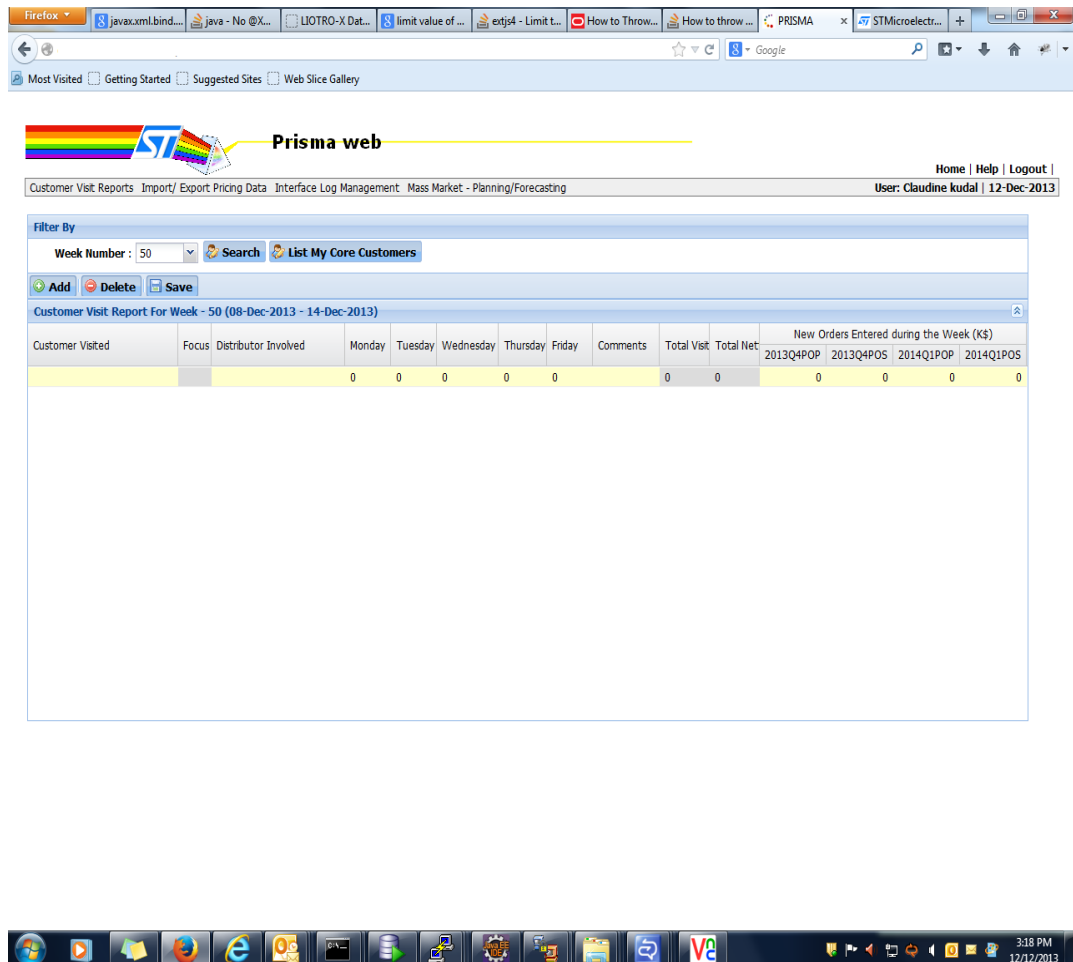 Firefox
javax.xml.bind.... java - No @X... LIOTRO-X Dat... limit value of ... extjs4 - Limit t... How to Throw... How to throw ... PRISMA x STMicroelectr... +
Google
Most Visited Getting Started Suggested Sites Web Slice Gallery
ST Prisma web
Home | Help | Logout |
Customer Visit Reports Import/ Export Pricing Data Interface Log Management Mass Market - Planning/Forecasting User: Claudine kudal | 12-Dec-2013
Filter By
Week Number : 50 Search List My Core Customers
Add Delete Save
Customer Visit Report For Week - 50 (08-Dec-2013 - 14-Dec-2013)
New Orders Entered during the Week (K$)
Customer Visited Focus Distributor Involved Monday Tuesday Wednesday Thursday Friday Comments Total Visit Total Net
2013Q4POP 2013Q4POS 2014Q1POP 2014Q1POS
0 0 0 0 0 0 0 0 0 0 0
3:18 PM
12/12/2013